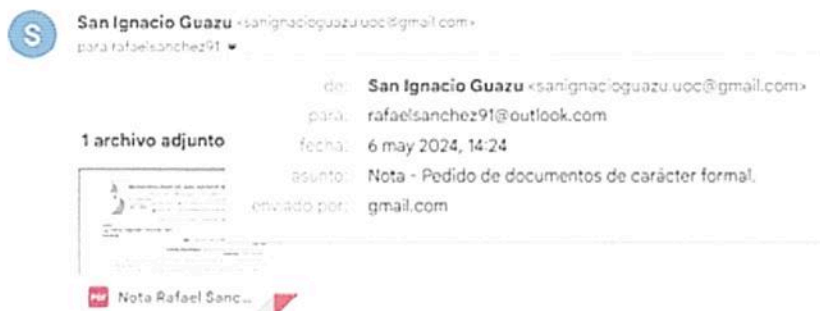 S
San Ignacio Guazu <sanignacioguazu.uoc@gmail.com>
para rafaelsanchez91
de: San Ignacio Guazu <sanignacioguazu.uoc@gmail.com>
para: rafaelsanchez91@outlook.com
1 archivo adjunto
fecha: 6 may 2024, 14:24
asunto: Nota - Pedido de documentos de carácter formal.
enviado por: gmail.com
PDF Nota Rafael Sanc...